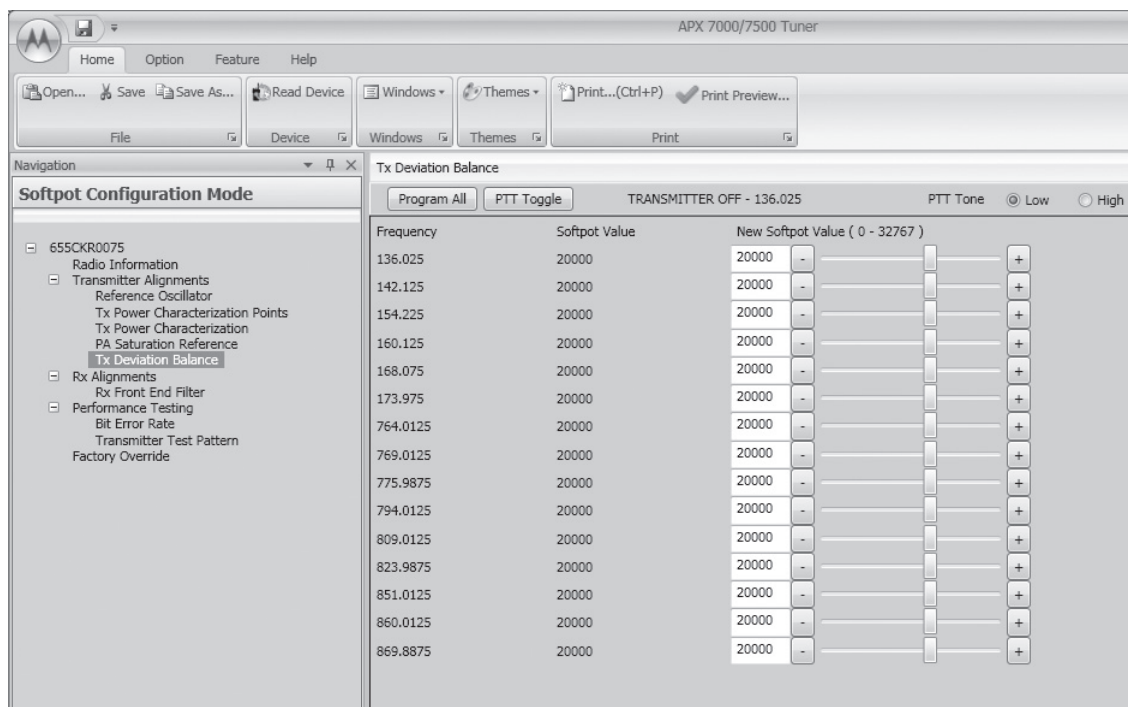 APX 7000/7500 Tuner
Home Option Feature Help
Open... Save Save As... Read Device Windows Themes Print...(Ctrl+P) Print Preview...
File Device Windows Themes Print
Navigation
Softpot Configuration Mode
655CKR0075
Radio Information
Transmitter Alignments
Reference Oscillator
Tx Power Characterization Points
Tx Power Characterization
PA Saturation Reference
Tx Deviation Balance
Rx Alignments
Rx Front End Filter
Performance Testing
Bit Error Rate
Transmitter Test Pattern
Factory Override
Tx Deviation Balance
Program All PTT Toggle TRANSMITTER OFF - 136.025 PTT Tone Low High
Frequency Softpot Value New Softpot Value ( 0 - 32767 )
136.025 20000 20000 - +
142.125 20000 20000 - +
154.225 20000 20000 - +
160.125 20000 20000 - +
168.075 20000 20000 - +
173.975 20000 20000 - +
764.0125 20000 20000 - +
769.0125 20000 20000 - +
775.9875 20000 20000 - +
794.0125 20000 20000 - +
809.0125 20000 20000 - +
823.9875 20000 20000 - +
851.0125 20000 20000 - +
860.0125 20000 20000 - +
869.8875 20000 20000 - +